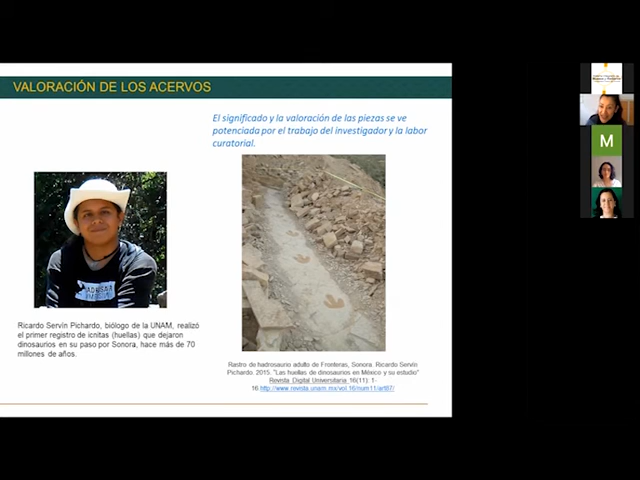 VALORACIÓN DE LOS ACERVOS
El significado y la valoración de las piezas se ve
potenciada por el trabajo del investigador y la labor
curatorial.
Ricardo Servín Pichardo, biólogo de la UNAM, realizó
el primer registro de icnitas (huellas) que dejaron
dinosaurios en su paso por Sonora, hace más de 70
millones de años.
Rastro de hadrosaurio adulto de Fronteras, Sonora. Ricardo Servín
Pichardo. 2015. "Las huellas de dinosaurios en México y su estudio"
Revista Digital Universitaria 16(11): 1-
16.http://www.revista.unam.mx/vol.16/num11/art87/
M